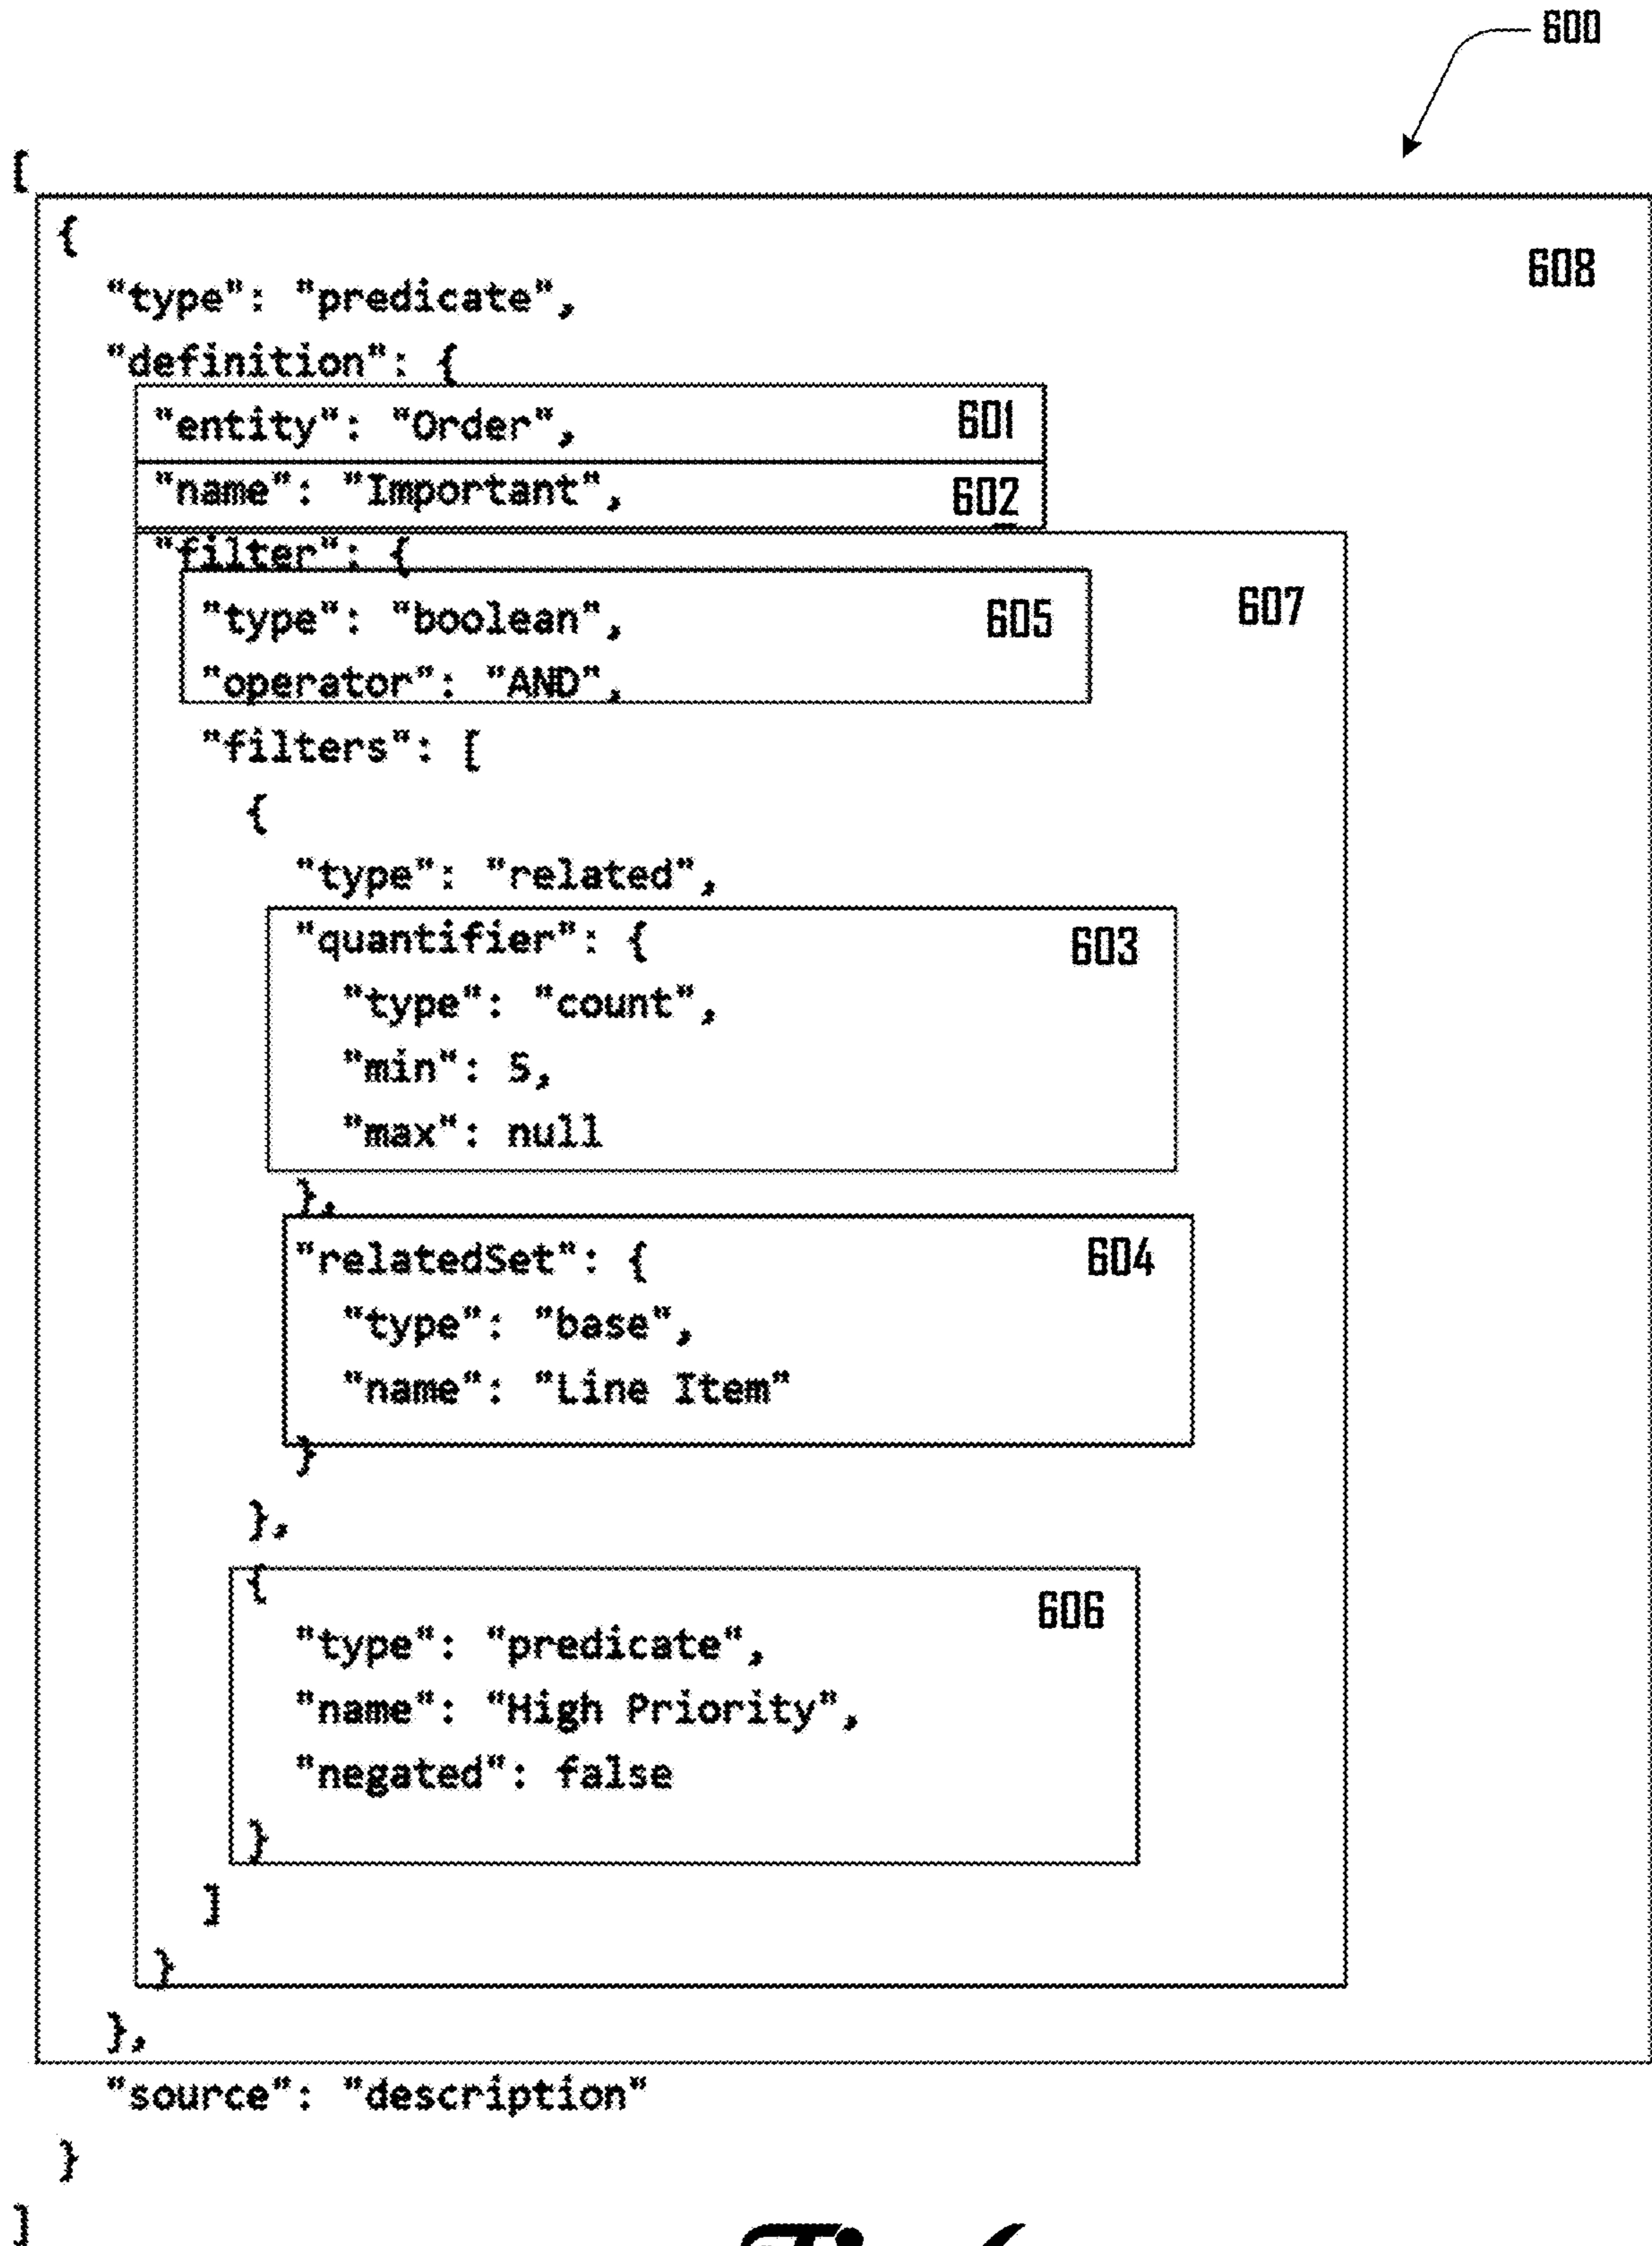 600
[
{
608
"type": "predicate",
"definition": {
"entity": "Order", 601
"name": "Important", 602
"filter": {
"type": "boolean", 605 607
"operator": "AND",
"filters": [
{
"type": "related",
"quantifier": { 603
"type": "count",
"min": 5,
"max": null
},
"relatedSet": { 604
"type": "base",
"name": "Line Item"
}
},
{
606
"type": "predicate",
"name": "High Priority",
"negated": false
}
]
}
},
"source": "description"
}
]